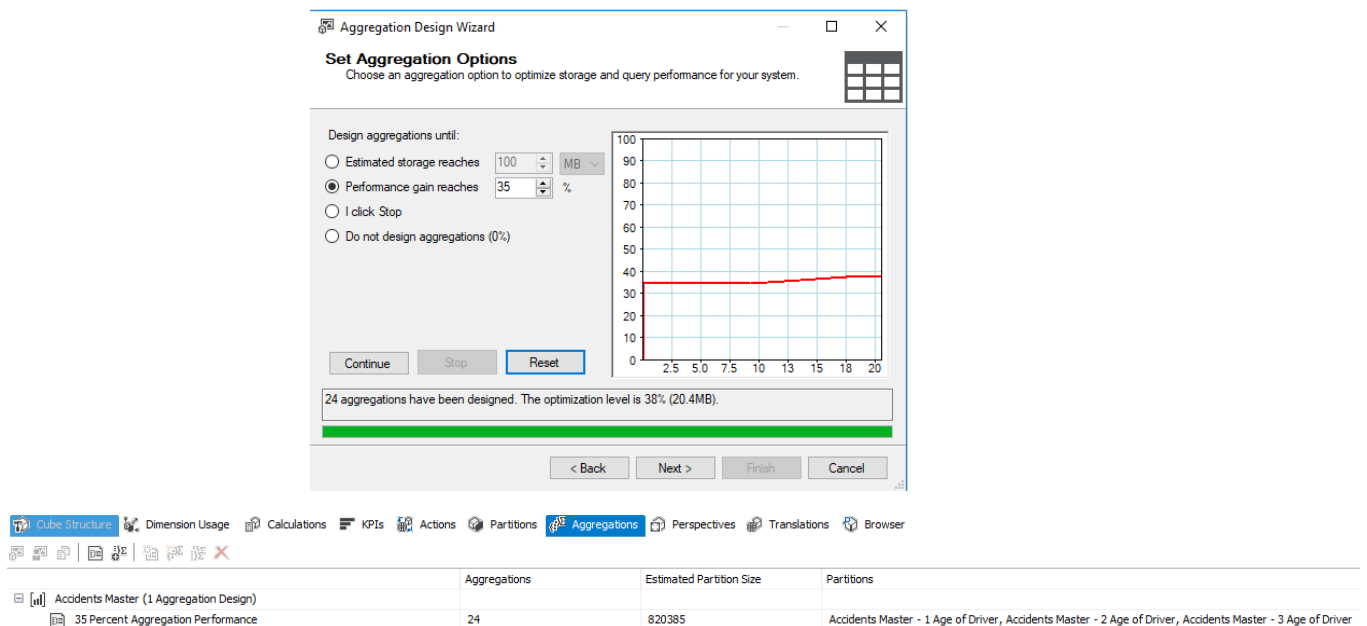 Aggregation Design Wizard
Set Aggregation Options
Choose an aggregation option to optimize storage and query performance for your system.
Design aggregations until:
Estimated storage reaches 100 MB
Performance gain reaches 35 %
I click Stop
Do not design aggregations (0%)
100
90
80
70
60
50
40
30
20
10
0
2.5 5.0 7.5 10 13 15 18 20
Continue Stop Reset
24 aggregations have been designed. The optimization level is 38% (20.4MB).
< Back Next > Finish Cancel
Cube Structure Dimension Usage Calculations KPIs Actions Partitions Aggregations Perspectives Translations Browser
Aggregations Estimated Partition Size Partitions
Accidents Master (1 Aggregation Design)
35 Percent Aggregation Performance 24 820385 Accidents Master - 1 Age of Driver, Accidents Master - 2 Age of Driver, Accidents Master - 3 Age of Driver